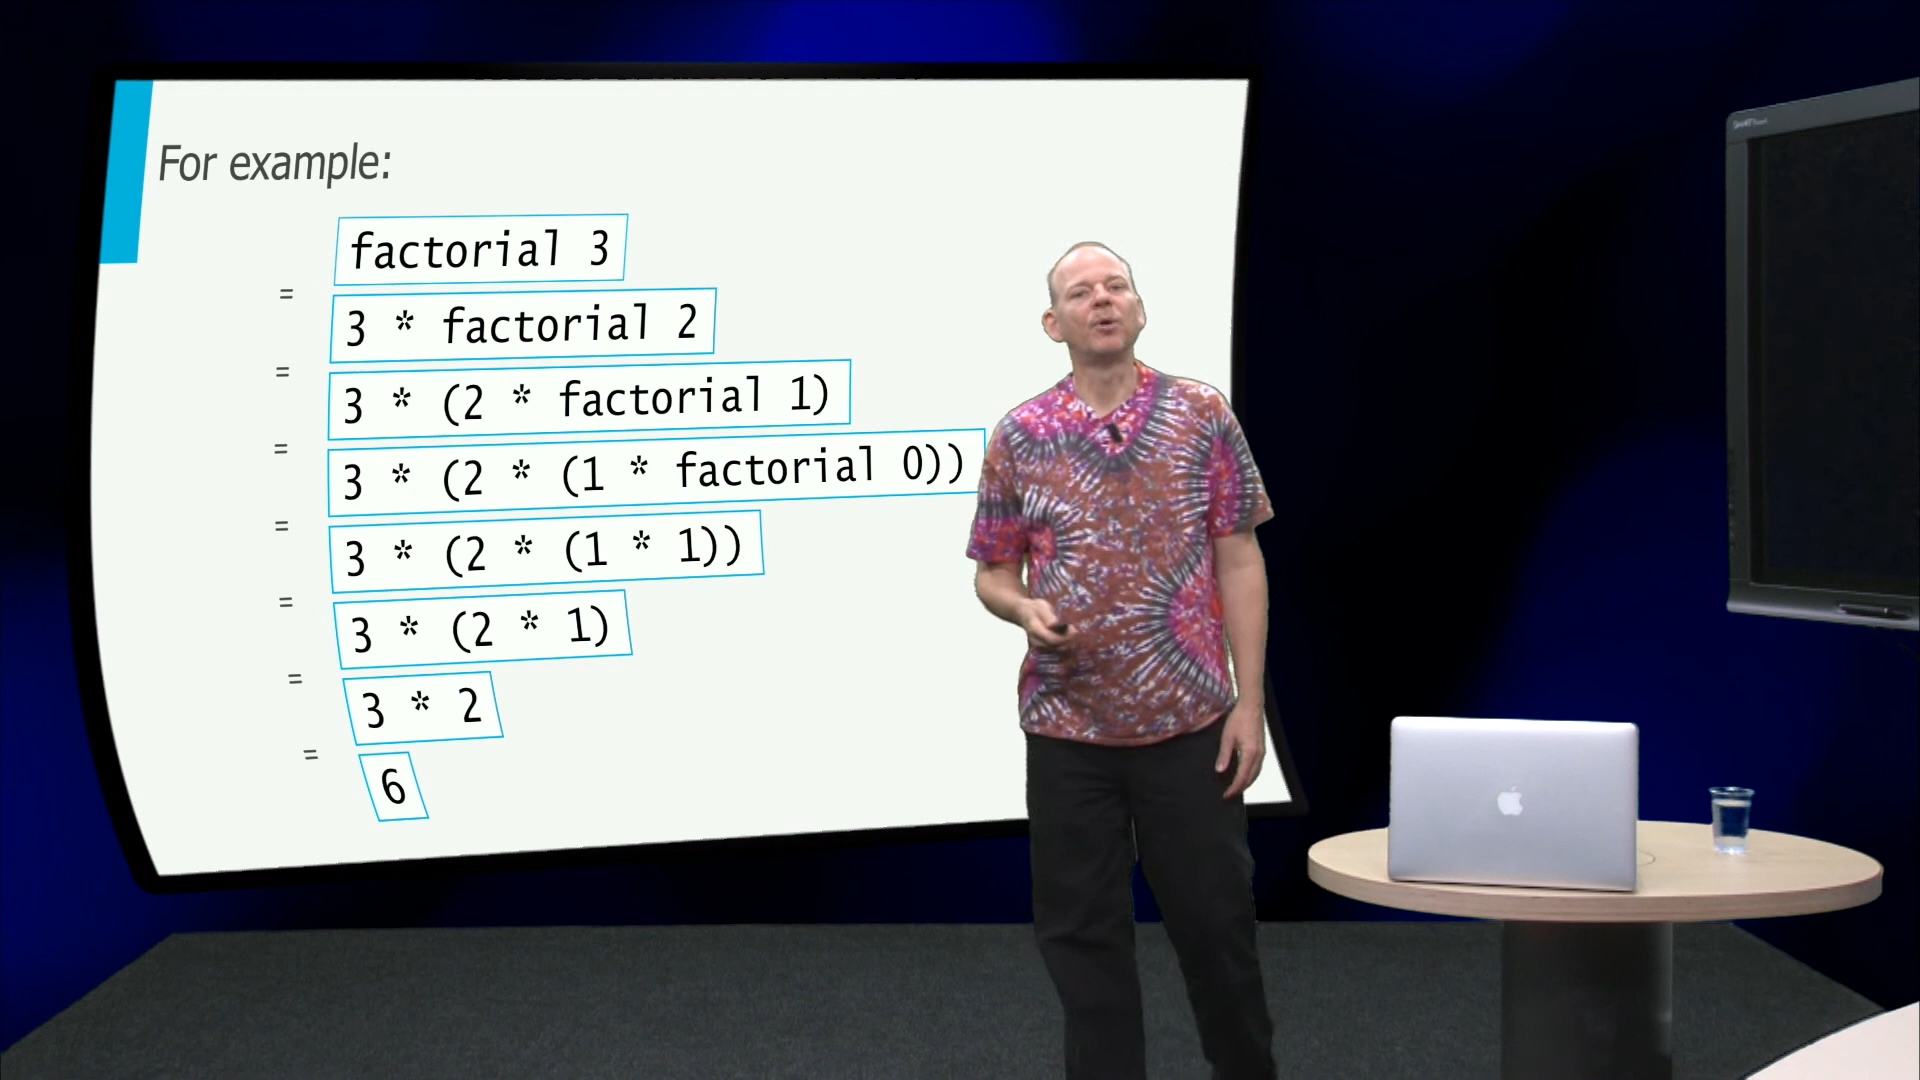 For example:
factorial 3
=
3 * factorial 2
=
3 * (2 * factorial 1)
=
3 * (2 * (1 * factorial 0))
=
3 * (2 * (1 * 1))
=
3 * (2 * 1)
=
3 * 2
=
6